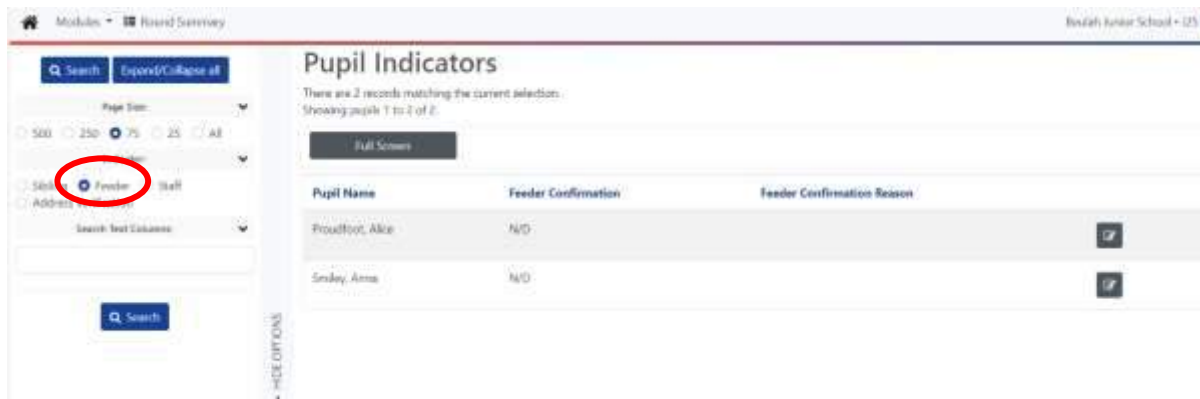 Modules
Round Summary
Beulah Junior School
Search
Expand/Collapse all
Page Size
500 250 75 25 All
Feeder Staff
Address
Search Text Columns
Search
HIDE OPTIONS
Pupil Indicators
There are 2 records matching the current selection.
Showing pupils 1 to 2 of 2.
Full Screen
Pupil Name Feeder Confirmation Feeder Confirmation Reason
Proudfoot, Alice N/D
Smiley, Anna N/D